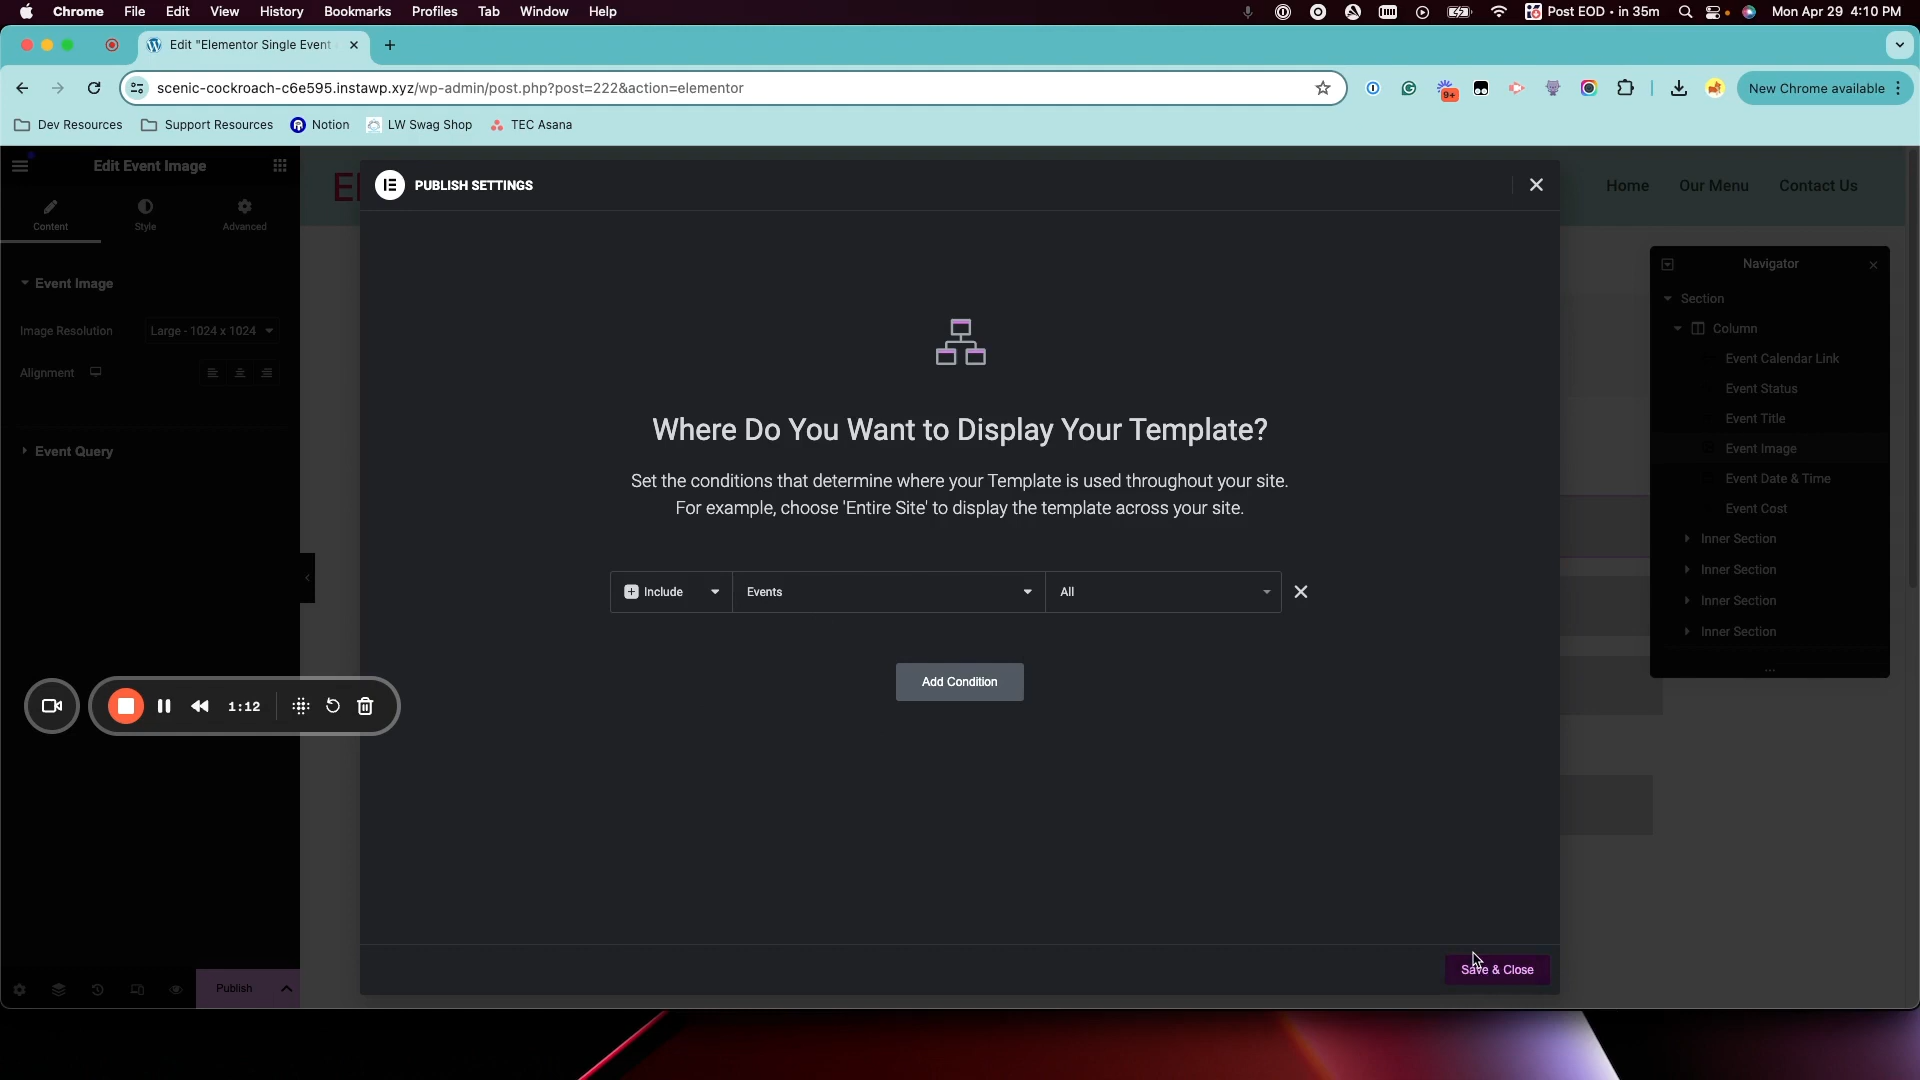 Chrome File Edit View History Bookmarks Profiles Tab Window Help
Post EOD • in 35m
Mon Apr 29 4:10 PM
Edit "Elementor Single Event
scenic-cockroach-c6e595.instawp.xyz/wp-admin/post.php?post=222&action=elementor
9+
New Chrome available
Dev Resources
Support Resources
Notion
LW Swag Shop
TEC Asana
Edit Event Image
Content
Style
Advanced
Event Image
Image Resolution
Large - 1024 x 1024
Alignment
Event Query
1:12
Publish
PUBLISH SETTINGS
Where Do You Want to Display Your Template?
Set the conditions that determine where your Template is used throughout your site.
For example, choose 'Entire Site' to display the template across your site.
Include
Events
All
Add Condition
Save & Close
Home
Our Menu
Contact Us
Navigator
Section
Column
Event Calendar Link
Event Status
Event Title
Event Image
Event Date & Time
Event Cost
Inner Section
Inner Section
Inner Section
Inner Section